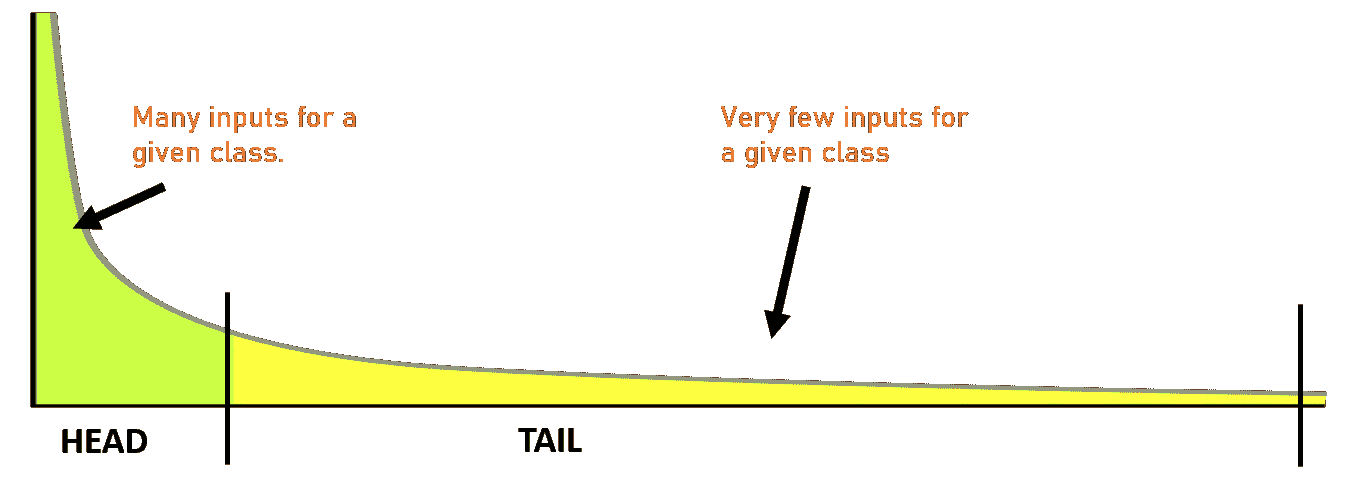 Many inputs for a
given class.
Very few inputs for
a given class
HEAD
TAIL